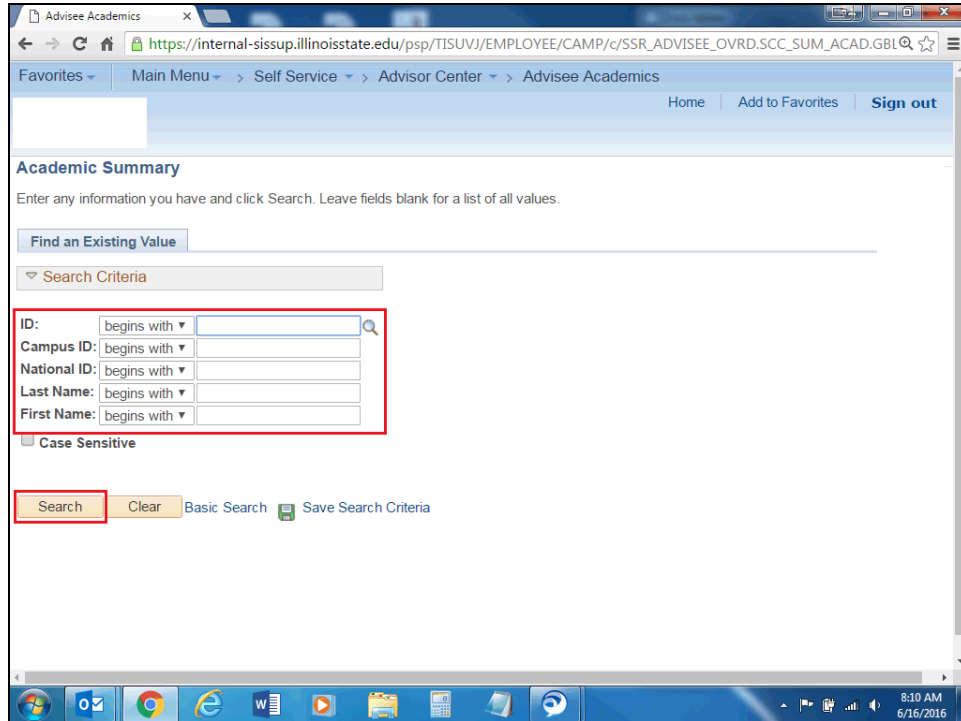 Advisee Academics
https://internal-sissup.illinoisstate.edu/psp/TISUVJ/EMPLOYEE/CAMP/c/SSR_ADVISEE_OVRD.SCC_SUM_ACAD.GBL
Favorites Main Menu > Self Service > Advisor Center > Advisee Academics
Home Add to Favorites Sign out
Academic Summary
Enter any information you have and click Search. Leave fields blank for a list of all values.
Find an Existing Value
Search Criteria
ID: begins with
Campus ID: begins with
National ID: begins with
Last Name: begins with
First Name: begins with
Case Sensitive
Search Clear Basic Search Save Search Criteria
8:10 AM
6/16/2016